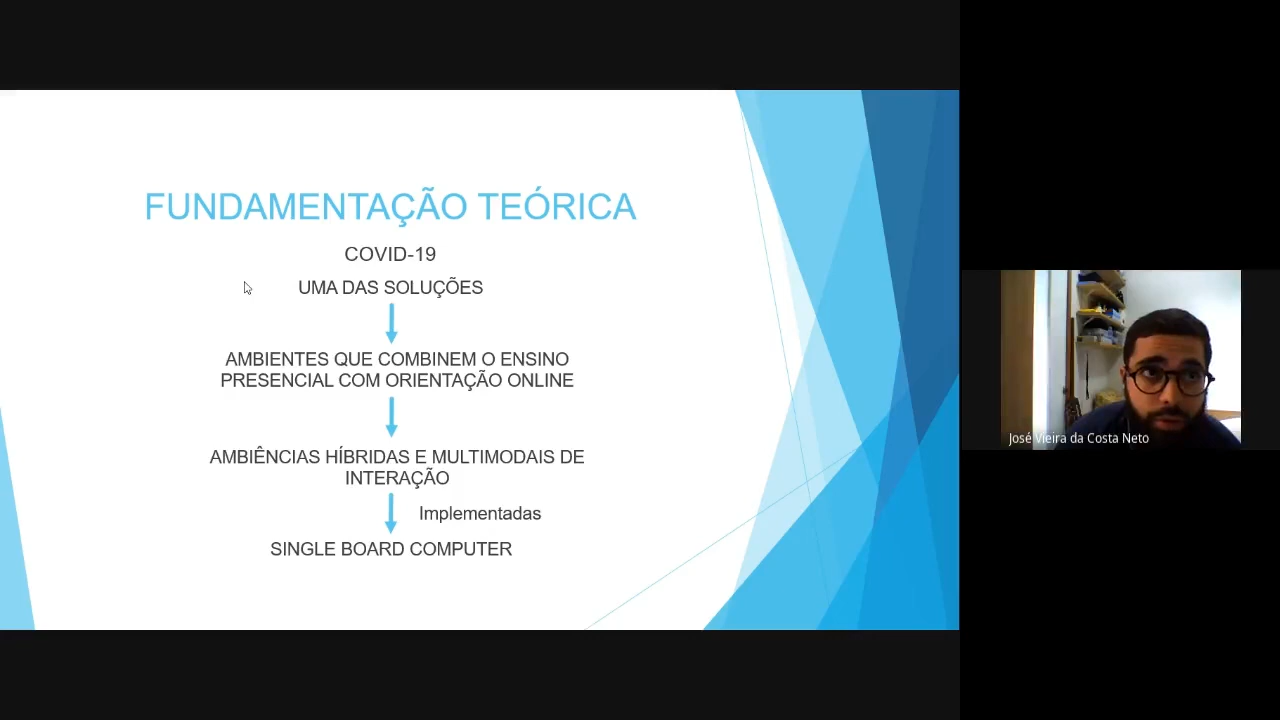 FUNDAMENTAÇÃO TEÓRICA
COVID-19
UMA DAS SOLUÇÕES
AMBIENTES QUE COMBINEM O ENSINO
PRESENCIAL COM ORIENTAÇÃO ONLINE
AMBIÊNCIAS HÍBRIDAS E MULTIMODAIS DE
INTERAÇÃO
Implementadas
SINGLE BOARD COMPUTER
José Vieira da Costa Neto